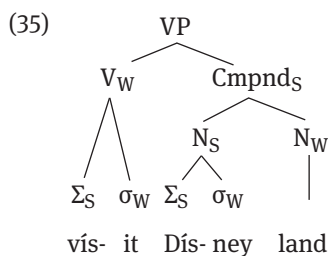 (35) VP
V_W Cmpnd_S
N_S N_W
Σ_S σ_W Σ_S σ_W
vís- it Dís- ney land